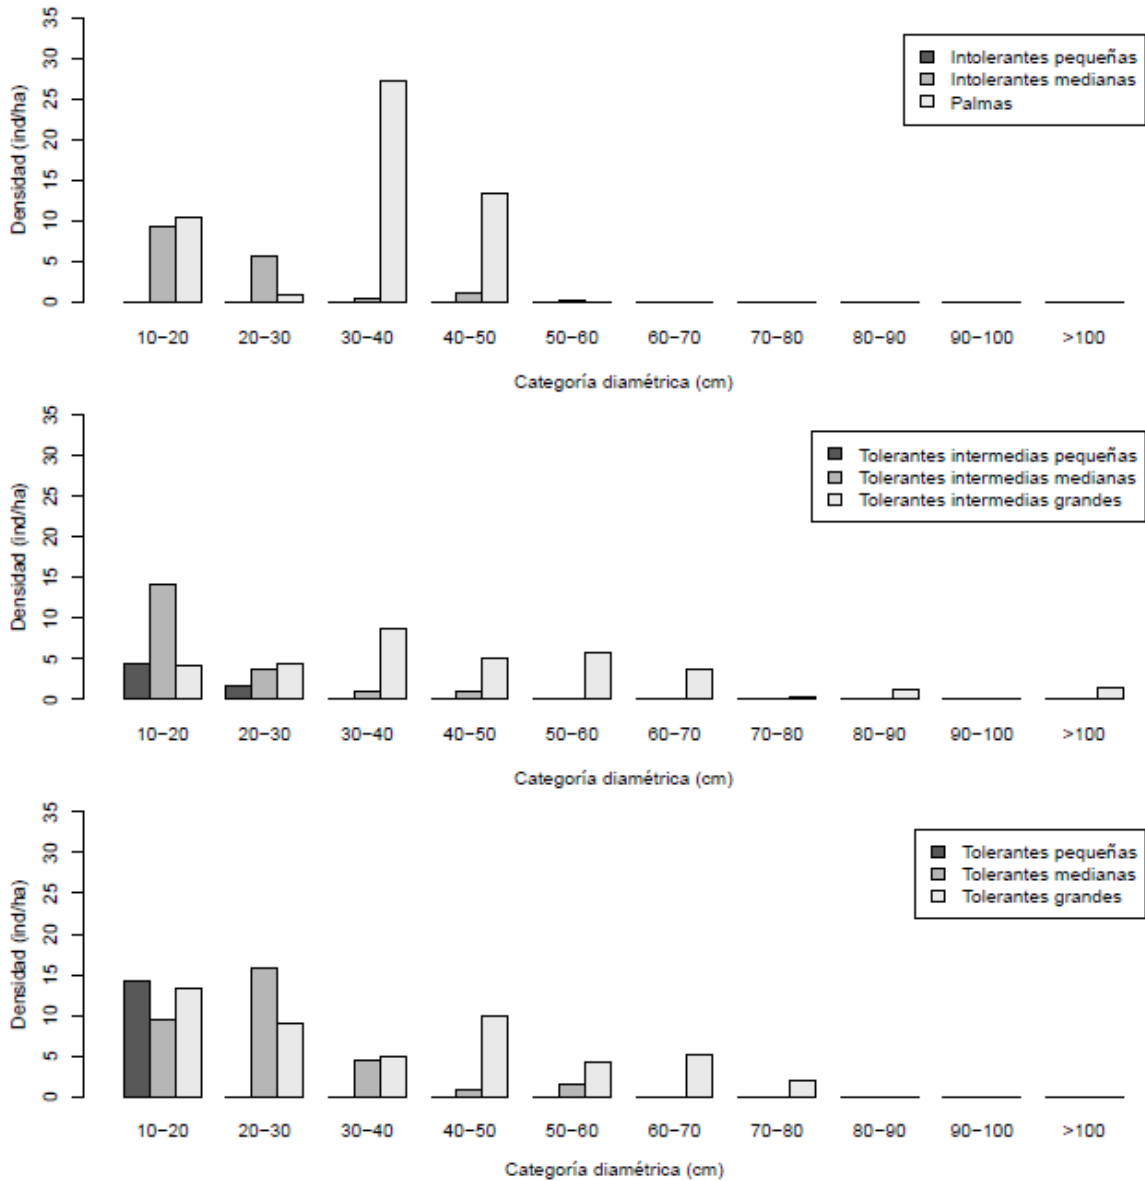 35
30
25
20
15
10
5
0
Densidad (ind/ha)
Intolerantes pequeñas
Intolerantes medianas
Palmas
10−20 20−30 30−40 40−50 50−60 60−70 70−80 80−90 90−100 >100
Categoría diamétrica (cm)
35
30
25
20
15
10
5
0
Densidad (ind/ha)
Tolerantes intermedias pequeñas
Tolerantes intermedias medianas
Tolerantes intermedias grandes
10−20 20−30 30−40 40−50 50−60 60−70 70−80 80−90 90−100 >100
Categoría diamétrica (cm)
35
30
25
20
15
10
5
0
Densidad (ind/ha)
Tolerantes pequeñas
Tolerantes medianas
Tolerantes grandes
10−20 20−30 30−40 40−50 50−60 60−70 70−80 80−90 90−100 >100
Categoría diamétrica (cm)